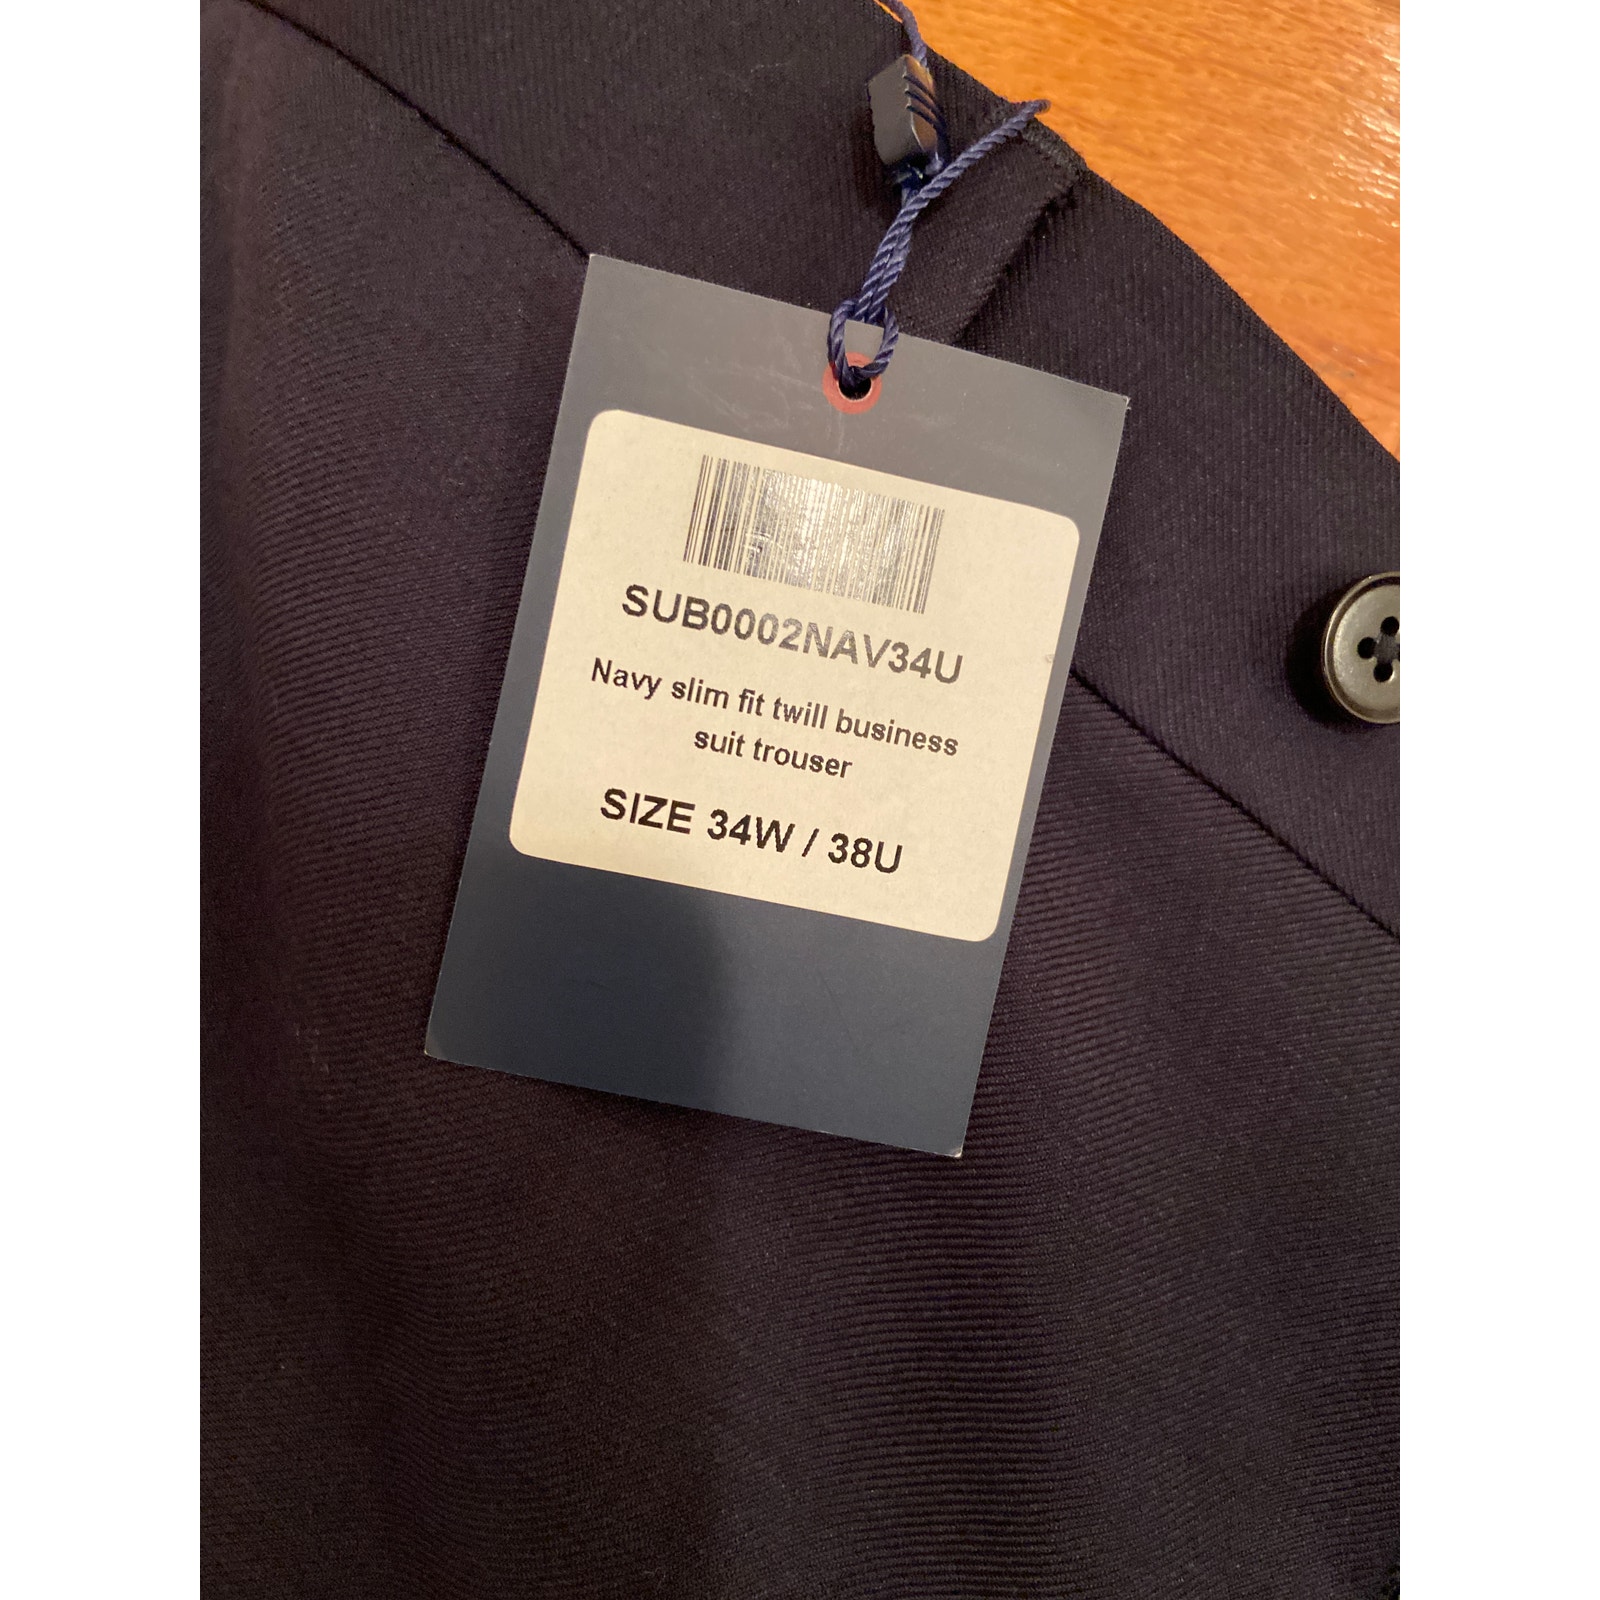 SUB0002NAV34U
Navy slim fit twill business
suit trouser
SIZE 34W / 38U